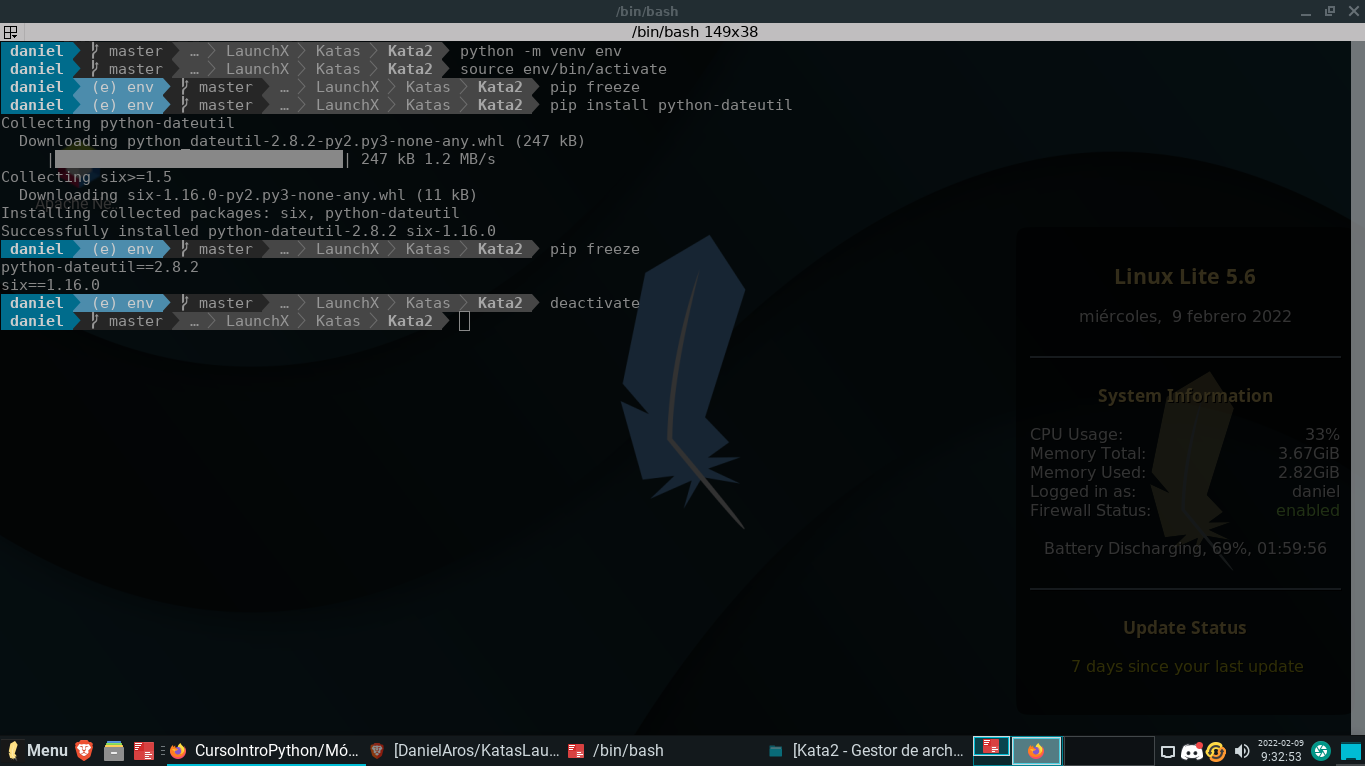 /bin/bash
/bin/bash 149x38
daniel master … LaunchX Katas Kata2 python -m venv env
daniel master … LaunchX Katas Kata2 source env/bin/activate
daniel (e) env master … LaunchX Katas Kata2 pip freeze
daniel (e) env master … LaunchX Katas Kata2 pip install python-dateutil
Collecting python-dateutil
Downloading python_dateutil-2.8.2-py2.py3-none-any.whl (247 kB)
| | 247 kB 1.2 MB/s
Collecting six>=1.5
Downloading six-1.16.0-py2.py3-none-any.whl (11 kB)
Apache Ne...
Installing collected packages: six, python-dateutil
Successfully installed python-dateutil-2.8.2 six-1.16.0
daniel (e) env master … LaunchX Katas Kata2 pip freeze
python-dateutil==2.8.2
six==1.16.0
daniel (e) env master … LaunchX Katas Kata2 deactivate
daniel master … LaunchX Katas Kata2
Linux Lite 5.6
miércoles, 9 febrero 2022
System Information
CPU Usage: 33%
Memory Total: 3.67GiB
Memory Used: 2.82GiB
Logged in as: daniel
Firewall Status: enabled
Battery Discharging, 69%, 01:59:56
Update Status
7 days since your last update
Menu
CursoIntroPython/Mó...
[DanielAros/KatasLau...
/bin/bash
[Kata2 - Gestor de arch...
2022-02-09
9:32:53